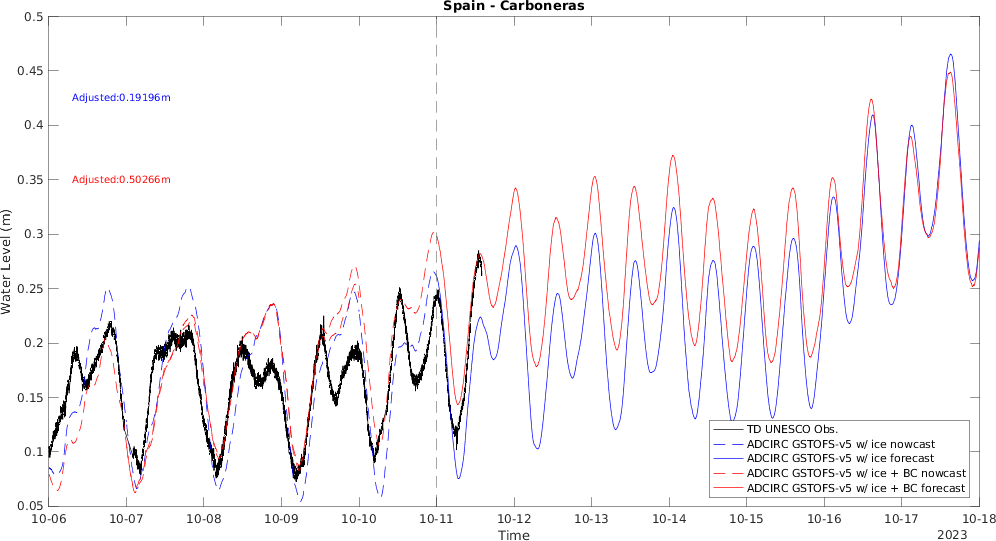 Spain - Carboneras
0.5
0.45
0.4
0.35
0.3
0.25
0.2
0.15
0.1
0.05
Water Level (m)
Adjusted:0.19196m
Adjusted:0.50266m
TD UNESCO Obs.
ADCIRC GSTOFS-v5 w/ ice nowcast
ADCIRC GSTOFS-v5 w/ ice forecast
ADCIRC GSTOFS-v5 w/ ice + BC nowcast
ADCIRC GSTOFS-v5 w/ ice + BC forecast
10-06 10-07 10-08 10-09 10-10 10-11 10-12 10-13 10-14 10-15 10-16 10-17 10-18
Time
2023